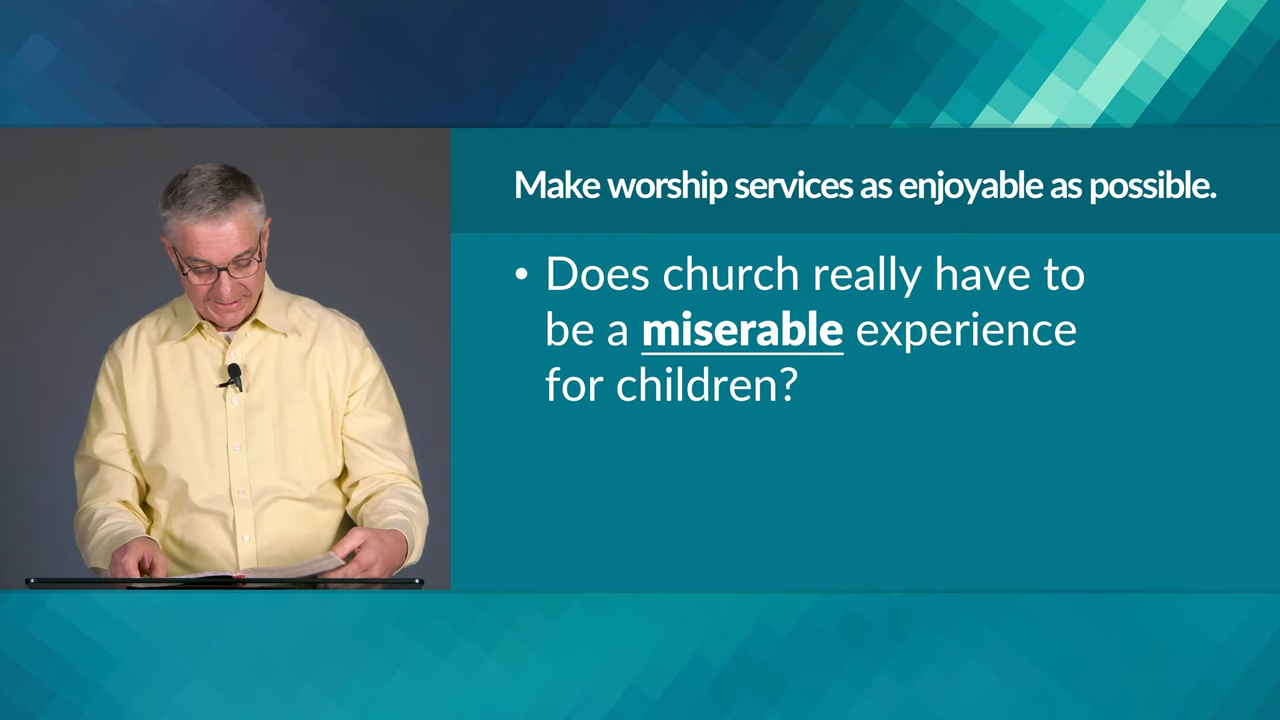 Make worship services as enjoyable as possible.
• Does church really have to
be a miserable experience
for children?